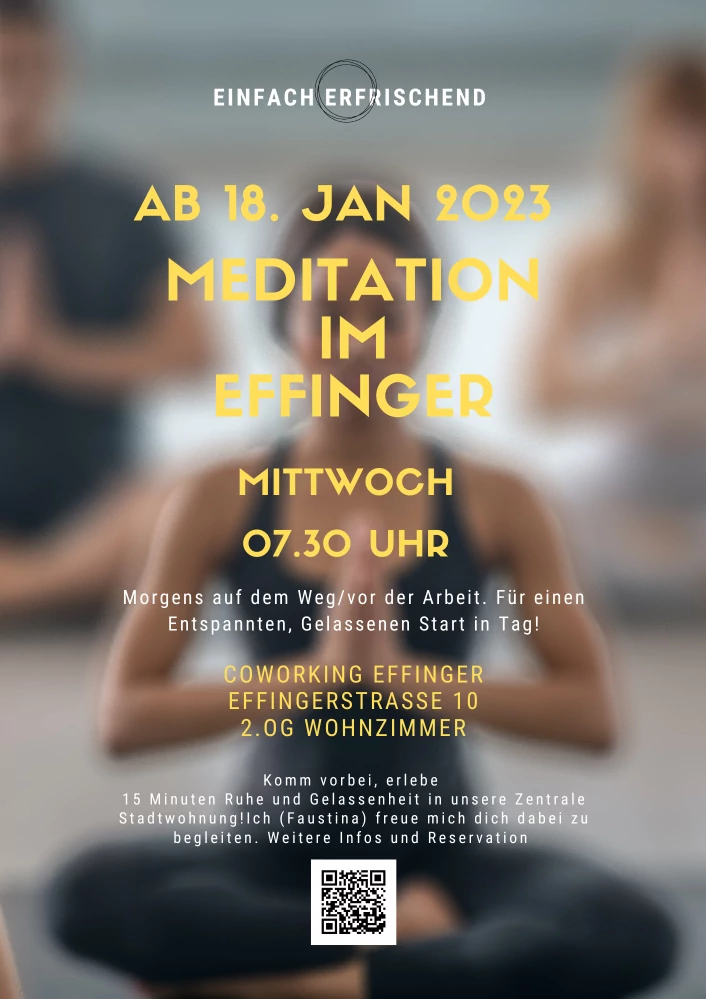 EINFACH ERFRISCHEND
AB 18. JAN 2023
MEDITATION
IM
EFFINGER
MITTWOCH
07.30 UHR
Morgens auf dem Weg/vor der Arbeit. Für einen
Entspannten, Gelassenen Start in Tag!
COWORKING EFFINGER
EFFINGERSTRASSE 10
2.OG WOHNZIMMER
Komm vorbei, erlebe
15 Minuten Ruhe und Gelassenheit in unsere Zentrale
Stadtwohnung!Ich (Faustina) freue mich dich dabei zu
begleiten. Weitere Infos und Reservation